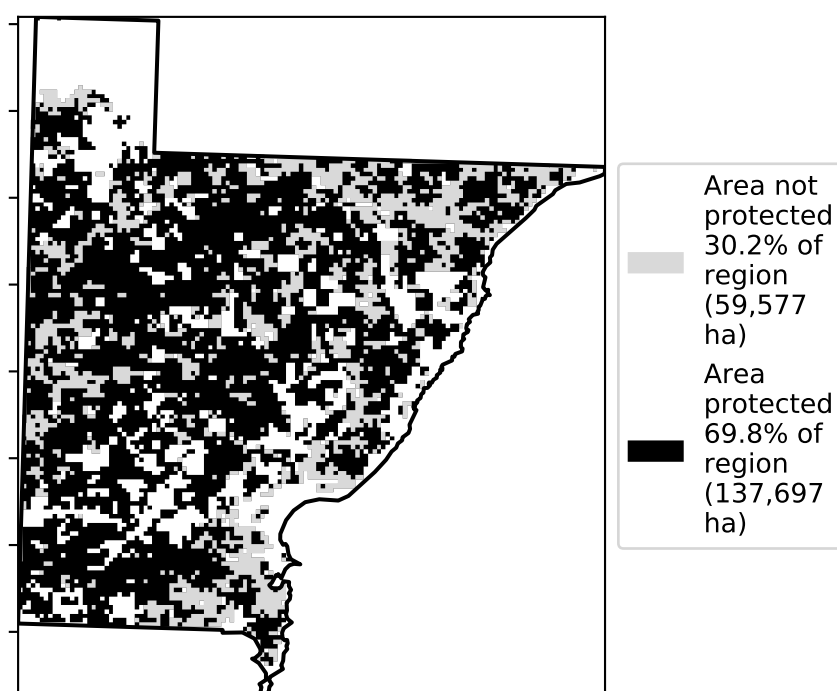 Area not
protected
30.2% of
region
(59,577
ha)
Area
protected
69.8% of
region
(137,697
ha)